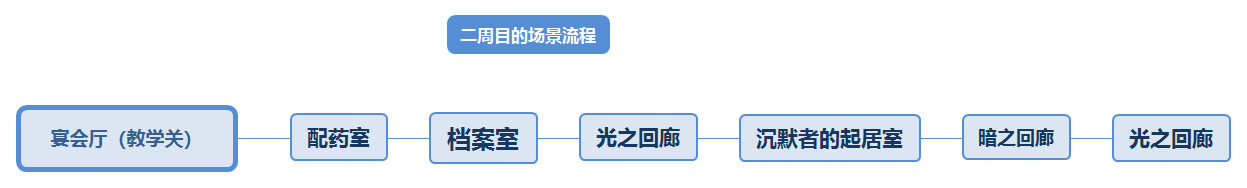 二周目的场景流程
宴会厅（教学关）
配药室
档案室
光之回廊
沉默者的起居室
暗之回廊
光之回廊